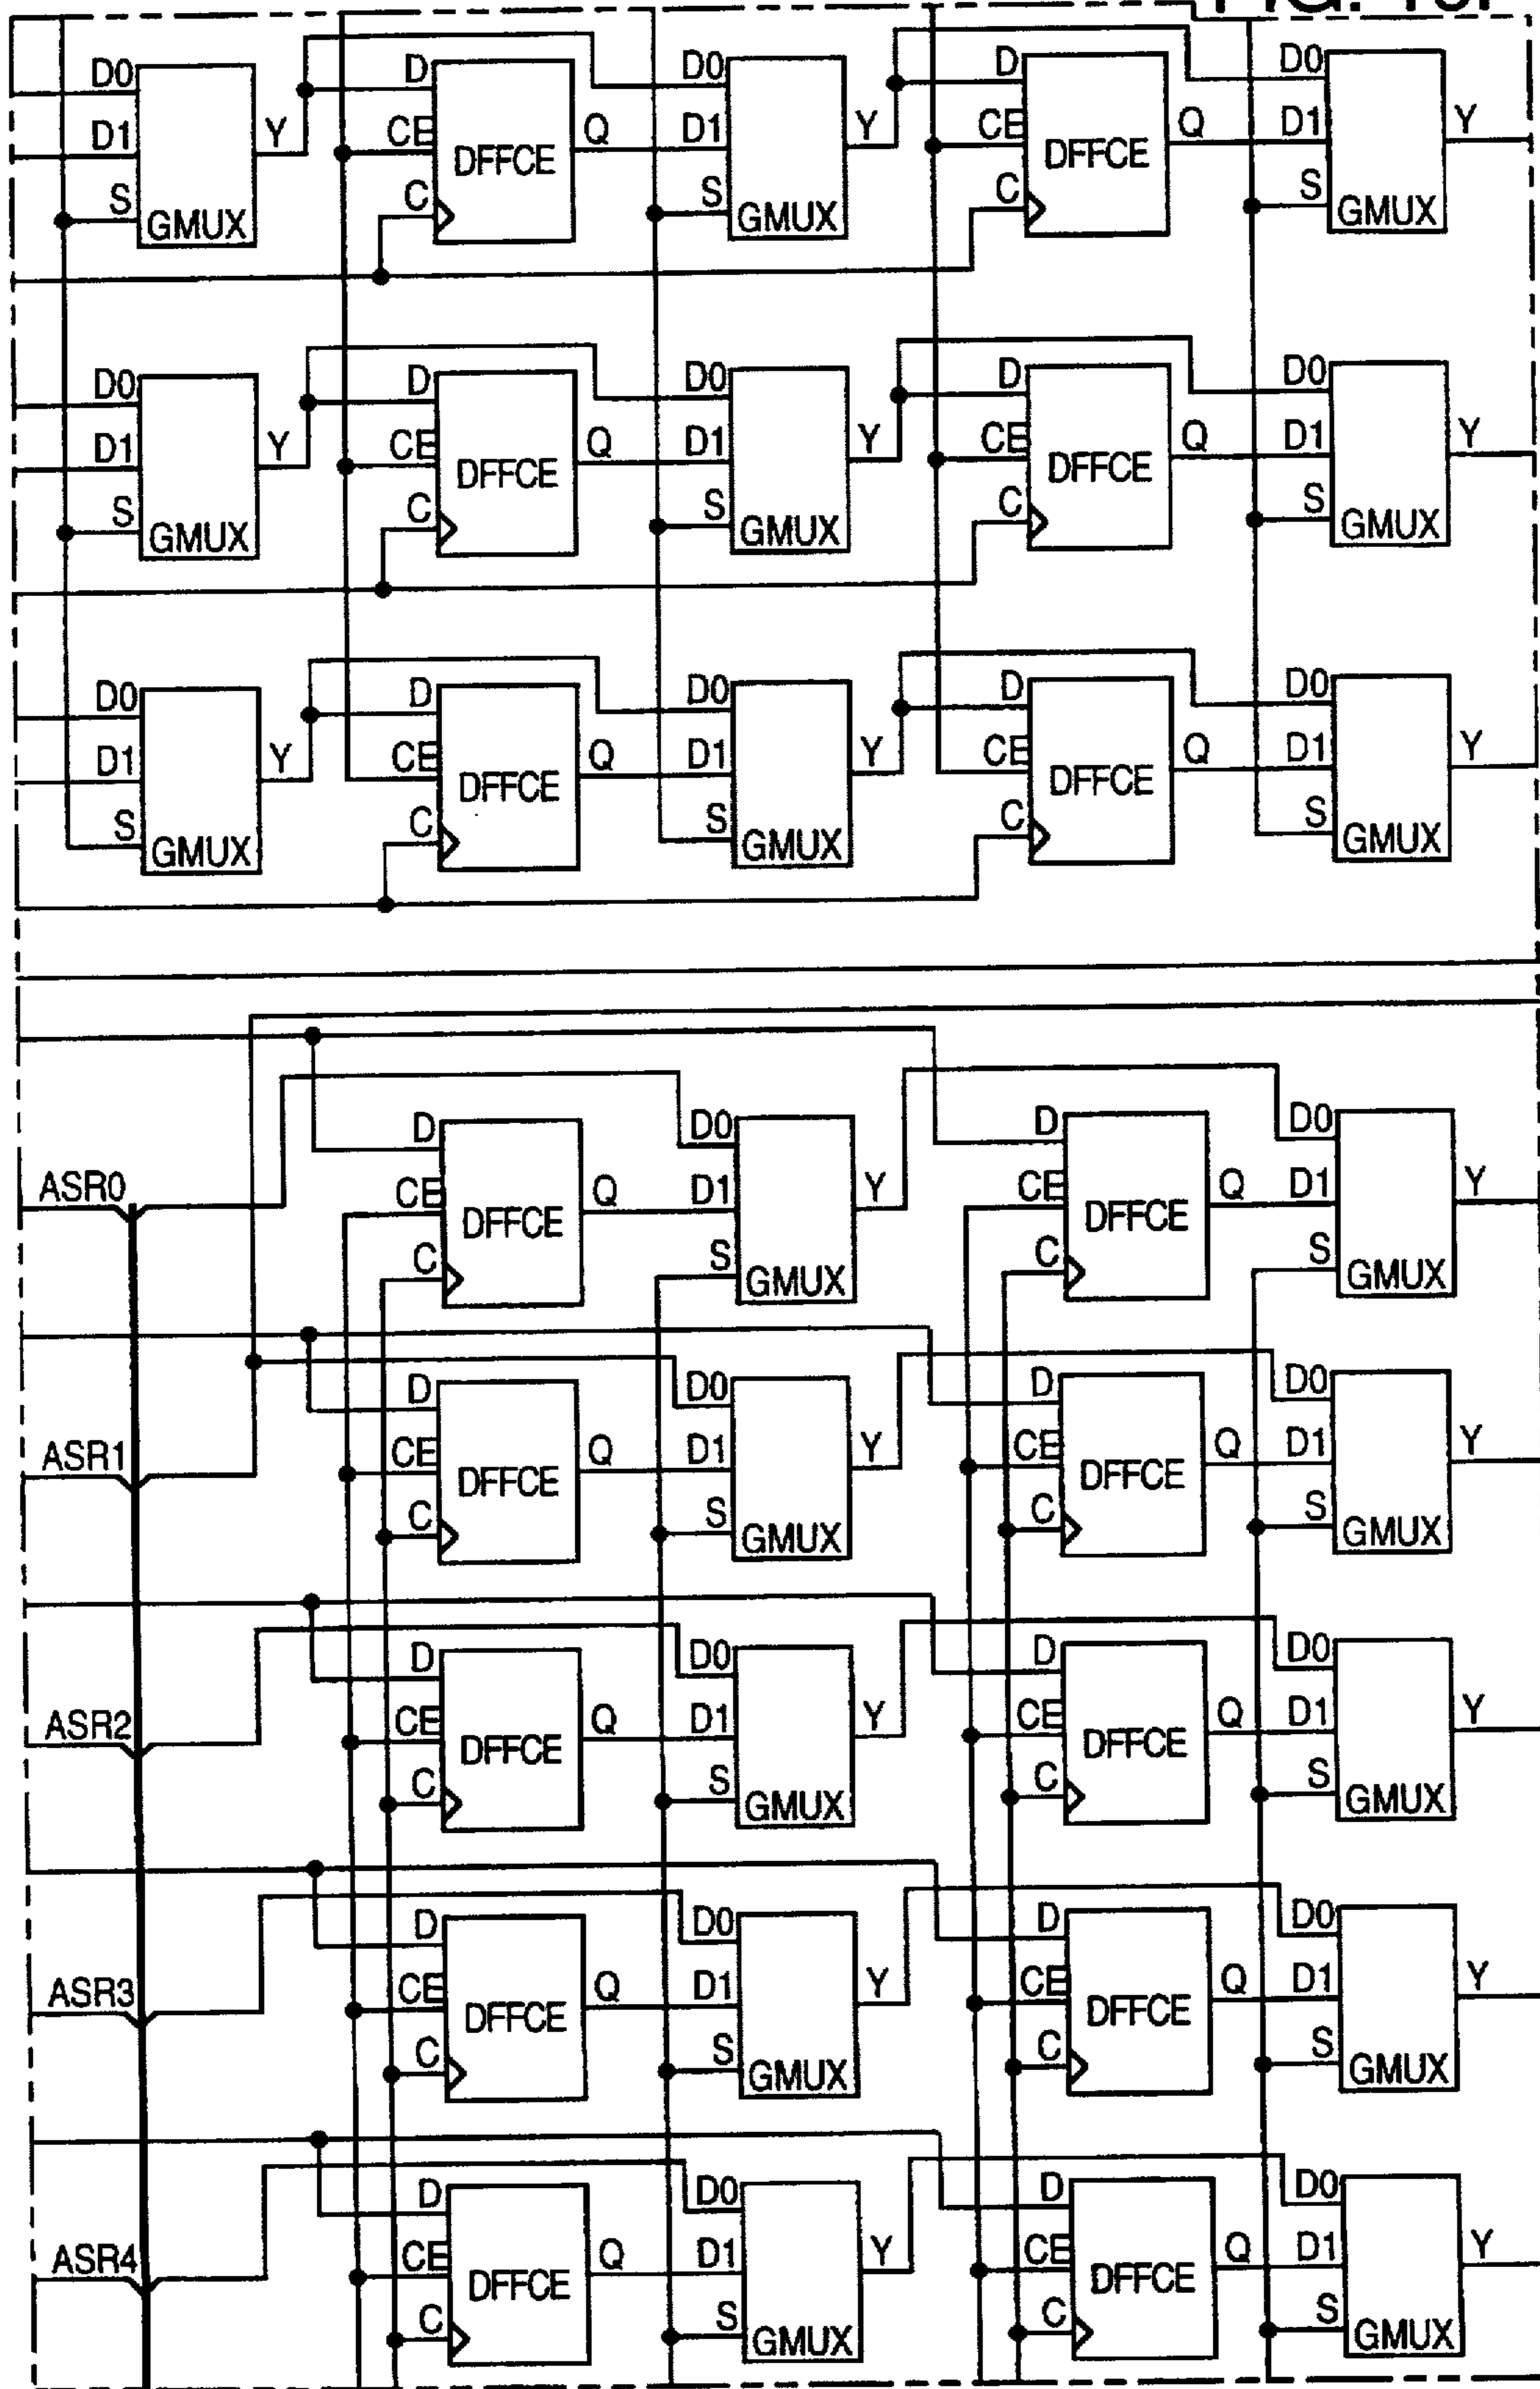 D0 D D0 D D0
D1 Y CE DFFCE Q D1 Y CE DFFCE Q D1 Y
S GMUX C S GMUX C S GMUX
D0 D D0 D D0
D1 Y CE DFFCE Q D1 Y CE DFFCE Q D1 Y
S GMUX C S GMUX C S GMUX
D0 D D0 D D0
D1 Y CE DFFCE Q D1 Y CE DFFCE Q D1 Y
S GMUX C S GMUX C S GMUX
D D0 D D0
ASR0 CE DFFCE Q D1 Y CE DFFCE Q D1 Y
C S GMUX C S GMUX
D D0 D D0
ASR1 CE DFFCE Q D1 Y CE DFFCE Q D1 Y
C S GMUX C S GMUX
D D0 D D0
ASR2 CE DFFCE Q D1 Y CE DFFCE Q D1 Y
C S GMUX C S GMUX
D D0 D D0
ASR3 CE DFFCE Q D1 Y CE DFFCE Q D1 Y
C S GMUX C S GMUX
D D0 D D0
ASR4 CE DFFCE Q D1 Y CE DFFCE Q D1 Y
C S GMUX C S GMUX